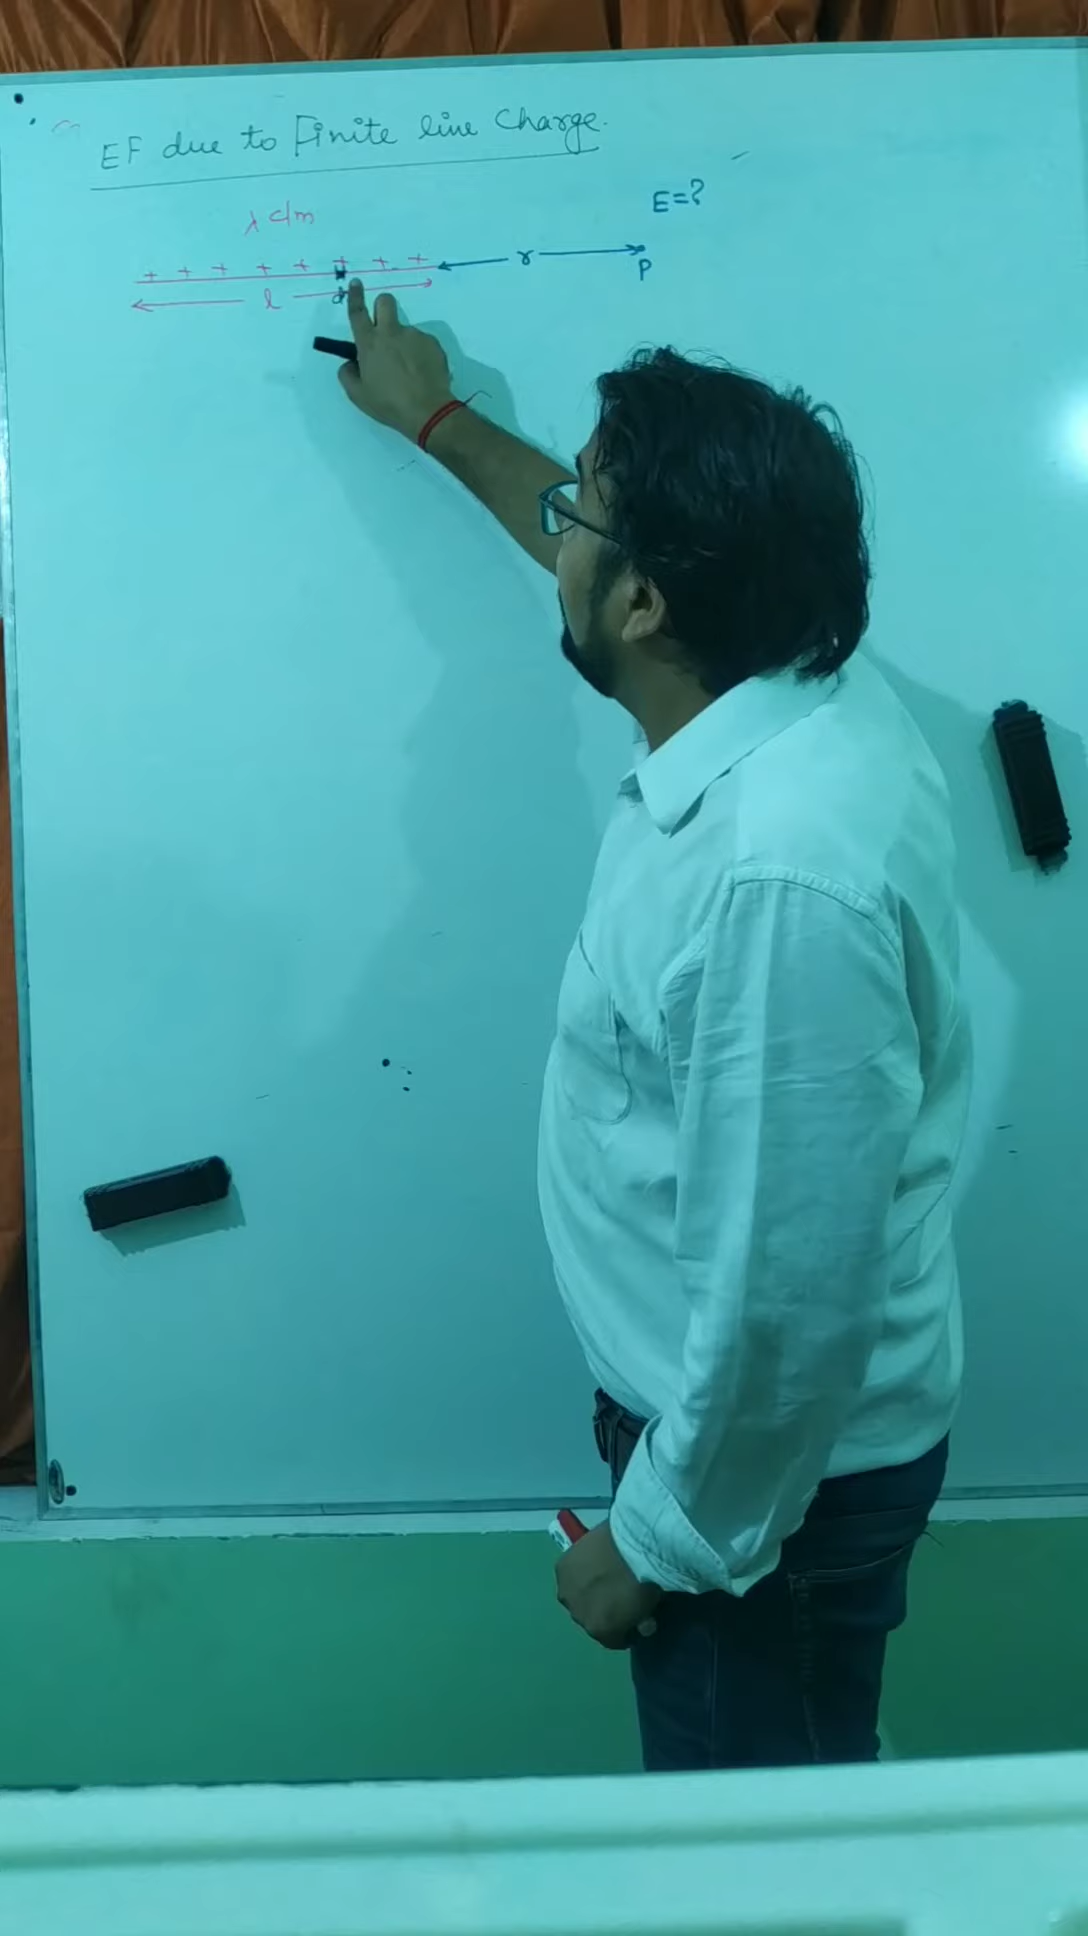 EF due to Finite line Charge.
λ c/m
E=?
+ + + + + + + +
r
P
l